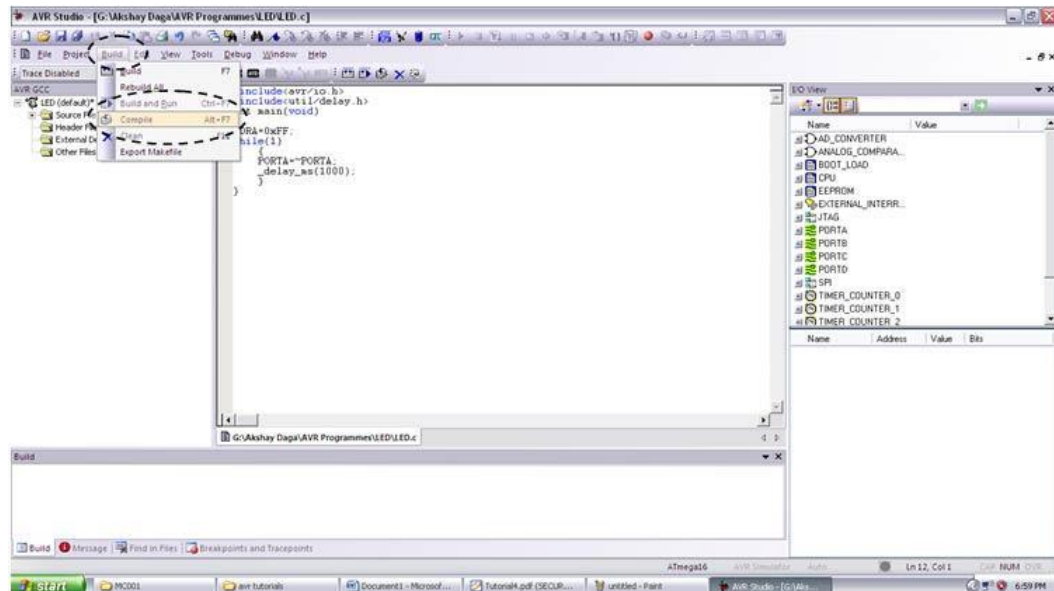 AVR Studio - [G:\Akshay Daga\AVR Programmes\LED\LED.c]
File Project Build Edit View Tools Debug Window Help
Trace Disabled
AVR GCC
LED (default)*
Source
Header
External D
Other Files
Build F7
Rebuild All
Build and Run Ctrl+F7
Compile Alt+F7
Clean
Export Makefile
include<avr/io.h>
include<util/delay.h>
main(void)
DRA=0xFF;
hile(1)
{
PORTA=~PORTA;
_delay_ms(1000);
}
}
G:\Akshay Daga\AVR Programmes\LED\LED.c
I/O View
Name Value
AD_CONVERTER
ANALOG_COMPARA...
BOOT_LOAD
CPU
EEPROM
EXTERNAL_INTERR...
JTAG
PORTA
PORTB
PORTC
PORTD
SPI
TIMER_COUNTER_0
TIMER_COUNTER_1
TIMER_COUNTER_2
Name Address Value Bits
Build
Build Message Find in Files Breakpoints and Tracepoints
ATmega16 AVR Simulator Auto Ln 12, Col 1 CAP NUM OVR
start MC001 avr tutorials Document1 - Microsof... Tutorial4.pdf (SECUR... untitled - Paint AVR Studio - [G:\Aks... 6:59 PM